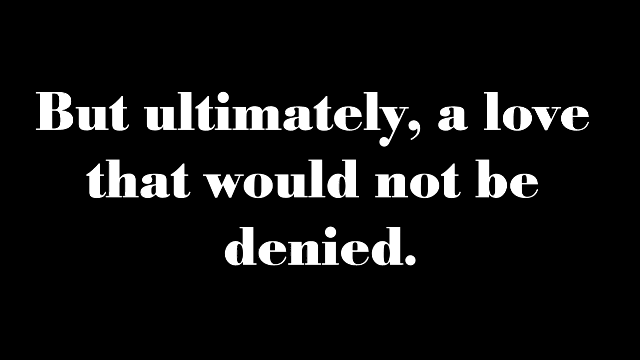 But ultimately, a love
that would not be
denied.